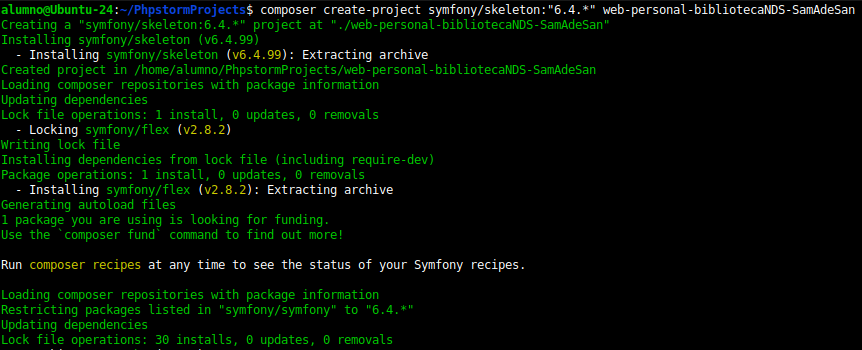 alumno@Ubuntu-24:~/PhpstormProjects$ composer create-project symfony/skeleton:"6.4.*" web-personal-bibliotecaNDS-SamAdeSan
Creating a "symfony/skeleton:6.4.*" project at "./web-personal-bibliotecaNDS-SamAdeSan"
Installing symfony/skeleton (v6.4.99)
  - Installing symfony/skeleton (v6.4.99): Extracting archive
Created project in /home/alumno/PhpstormProjects/web-personal-bibliotecaNDS-SamAdeSan
Loading composer repositories with package information
Updating dependencies
Lock file operations: 1 install, 0 updates, 0 removals
  - Locking symfony/flex (v2.8.2)
Writing lock file
Installing dependencies from lock file (including require-dev)
Package operations: 1 install, 0 updates, 0 removals
  - Installing symfony/flex (v2.8.2): Extracting archive
Generating autoload files
1 package you are using is looking for funding.
Use the `composer fund` command to find out more!

Run composer recipes at any time to see the status of your Symfony recipes.

Loading composer repositories with package information
Restricting packages listed in "symfony/symfony" to "6.4.*"
Updating dependencies
Lock file operations: 30 installs, 0 updates, 0 removals